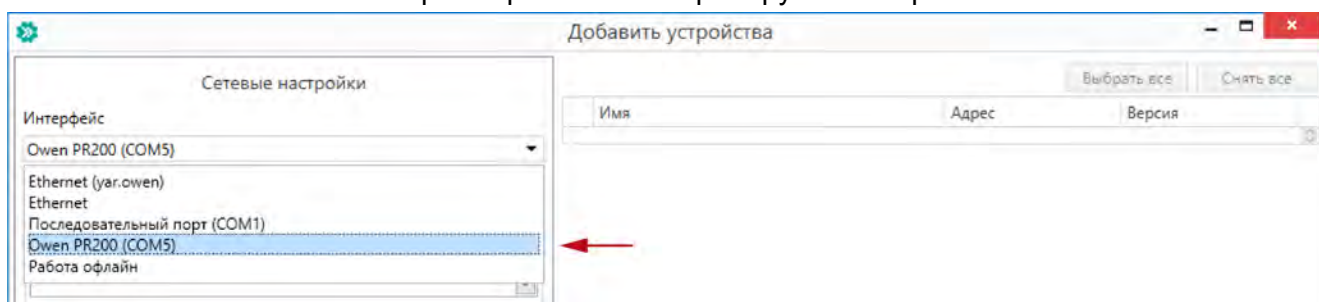 Добавить устройства
Сетевые настройки
Выбрать все
Снять все
Интерфейс
Имя
Адрес
Версия
Owen PR200 (COM5)
Ethernet (yar.owen)
Ethernet
Последовательный порт (COM1)
Owen PR200 (COM5)
Работа офлайн